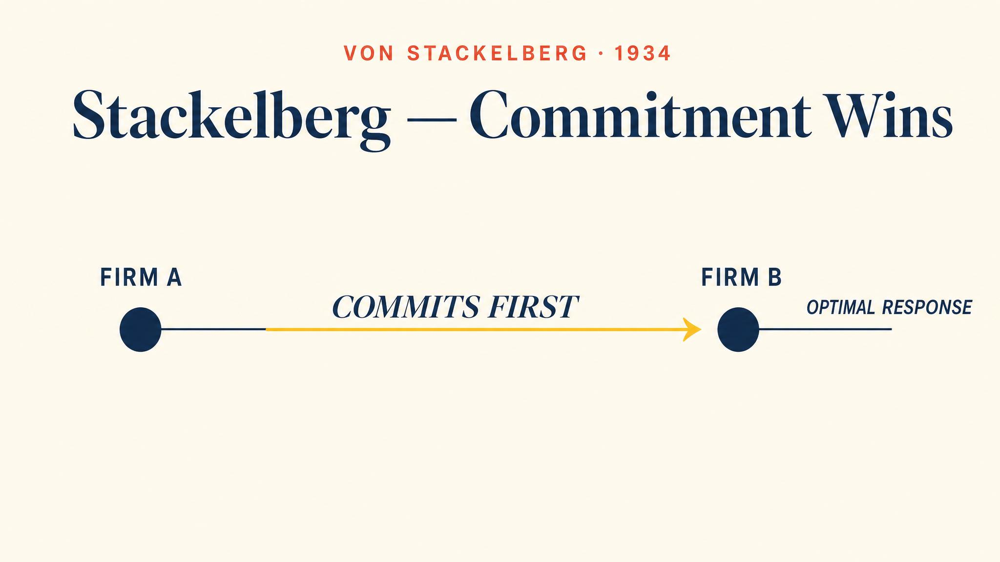 VON STACKELBERG · 1934
Stackelberg — Commitment Wins
FIRM A
FIRM B
COMMITS FIRST
OPTIMAL RESPONSE